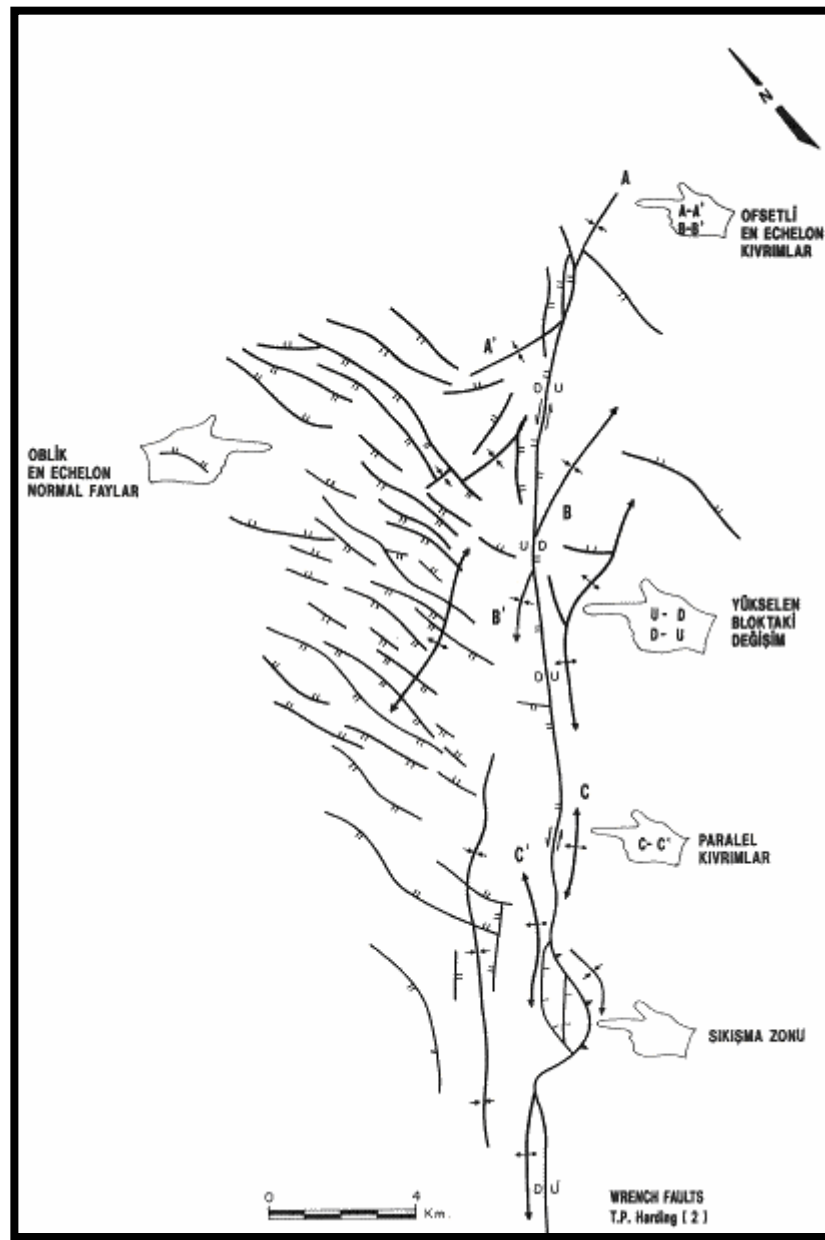 N
A
A-A'
B-B'
OFSETLİ
EN ECHELON
KIVRIMLAR
A'
D U
OBLİK
EN ECHELON
NORMAL FAYLAR
B
U D
B'
U - D
D - U
YÜKSELEN
BLOKTAKİ
DEĞİŞİM
D U
C
C'
C- C'
PARALEL
KIVRIMLAR
SIKIŞMA ZONU
D U
0 4
Km.
WRENCH FAULTS
T.P. Harding ( 2 )